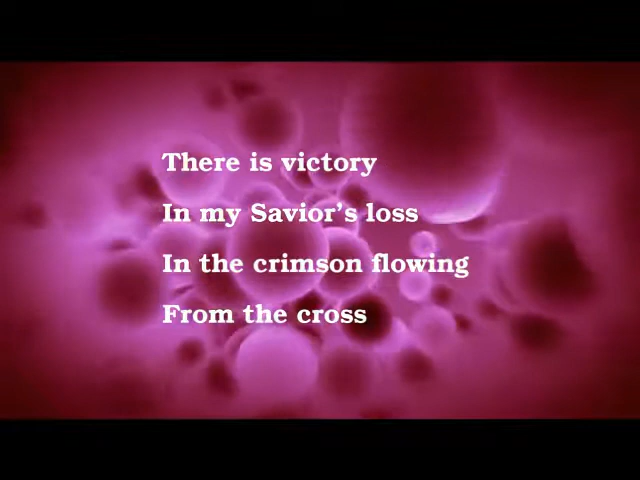 There is victory
In my Savior's loss
In the crimson flowing
From the cross